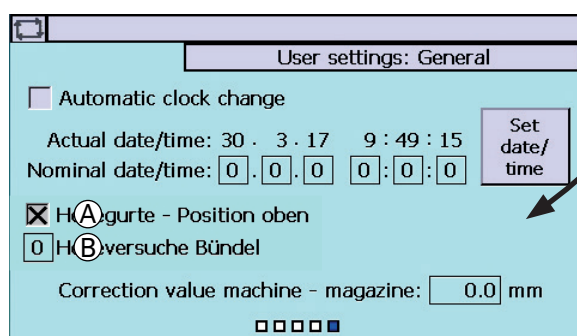 User settings: General
Automatic clock change
Actual date/time: 30 . 3 . 17 9 : 49 : 15
Nominal date/time: 0 . 0 . 0 0 : 0 : 0
Set
date/
time
A gurte - Position oben
0 B versuche Bündel
Correction value machine - magazine: 0.0 mm